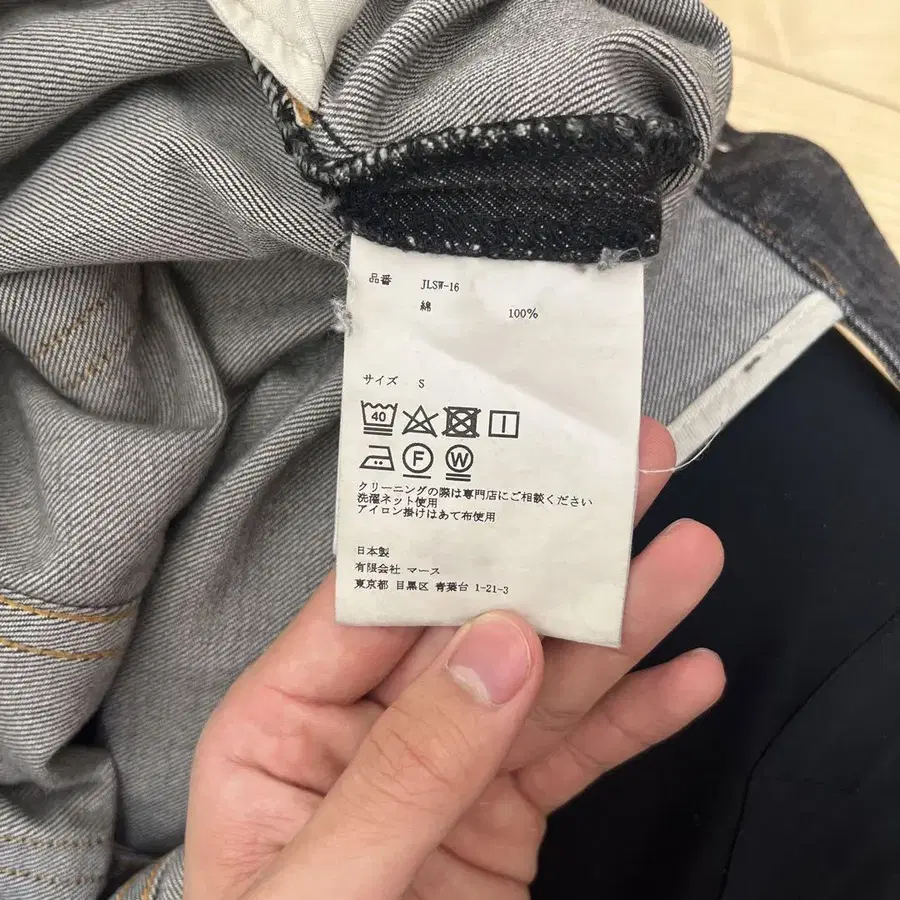 品番 JLSW-16
綿 100%
サイズ S
40
F W
クリーニングの際は専門店にご相談ください
洗濯ネット使用
アイロン掛けはあて布使用
日本製
有限会社 マース
東京都 目黒区 青葉台 1-21-3